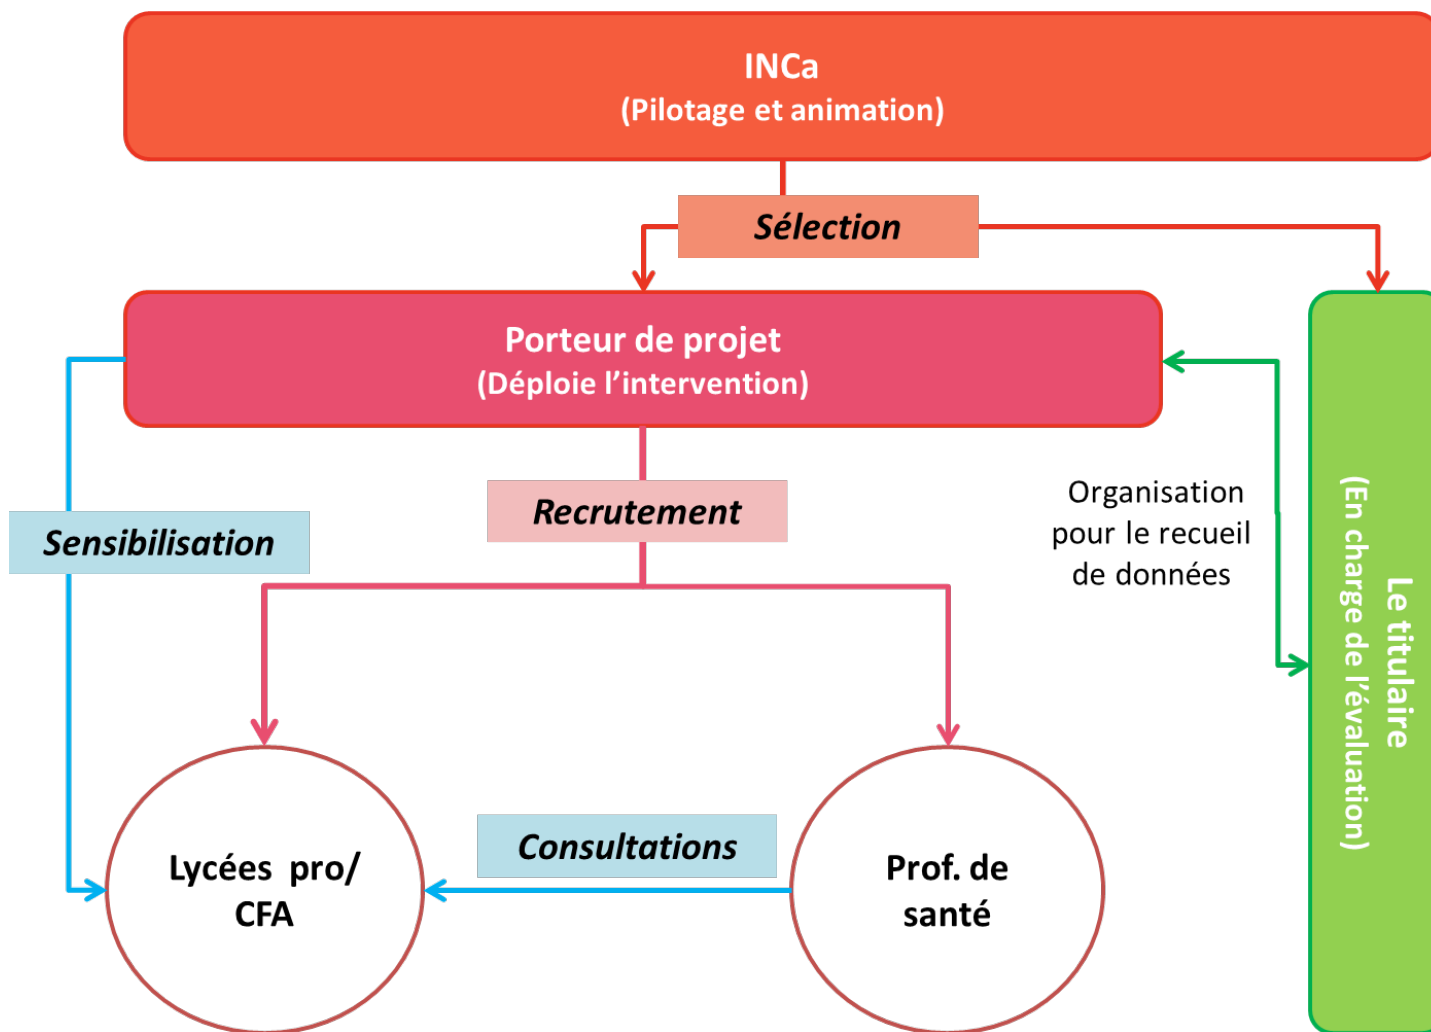 INCa
(Pilotage et animation)
Sélection
Porteur de projet
(Déploie l’intervention)
Recrutement
Sensibilisation
Organisation
pour le recueil
de données
Le titulaire
(En charge de l’évaluation)
Consultations
Lycées pro/
CFA
Prof. de
santé